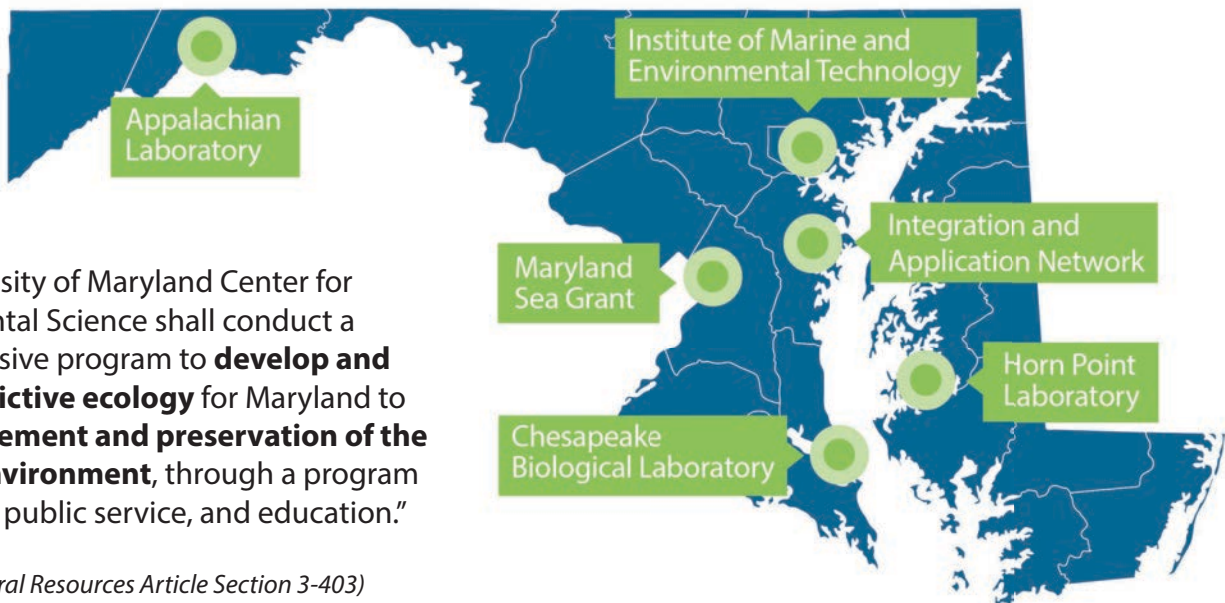 Institute of Marine and
Environmental Technology
Appalachian
Laboratory
Integration and
Application Network
Maryland
Sea Grant
Horn Point
Laboratory
Chesapeake
Biological Laboratory
sity of Maryland Center for
ntal Science shall conduct a
sive program to develop and
ictive ecology for Maryland to
ement and preservation of the
vironment, through a program
public service, and education.”
ral Resources Article Section 3-403)